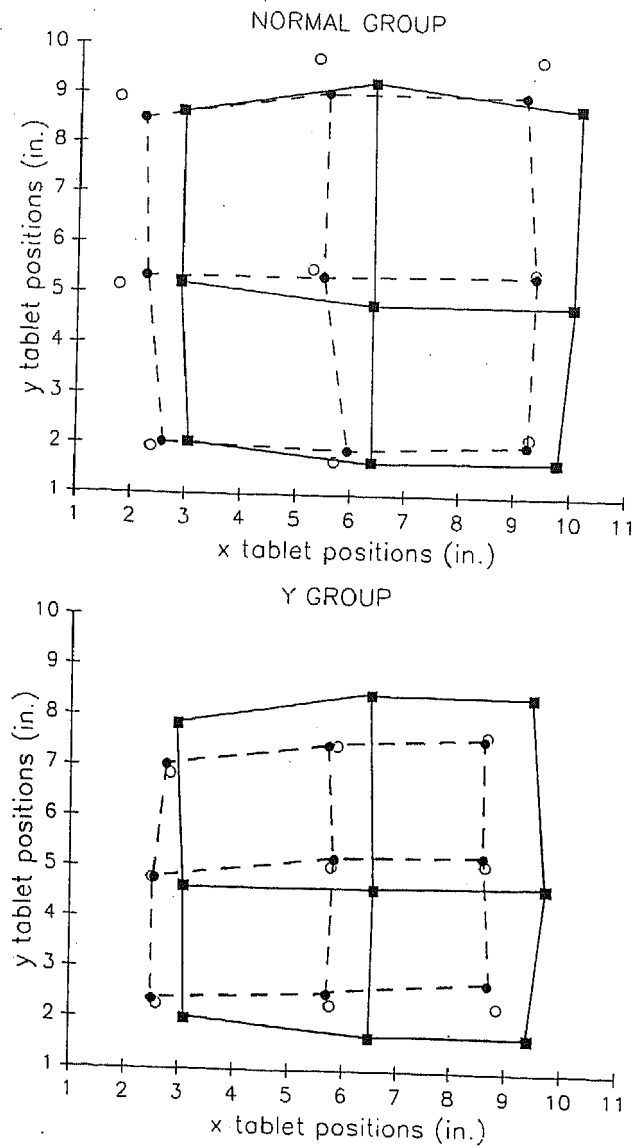 NORMAL GROUP
10
9
8
7
6
5
4
3
2
1
y tablet positions (in.)
2 3 4 5 6 7 8 9 10 11
x tablet positions (in.)
Y GROUP
10
9
8
7
6
5
4
3
2
1
y tablet positions (in.)
1 2 3 4 5 6 7 8 9 10 11
x tablet positions (in.)